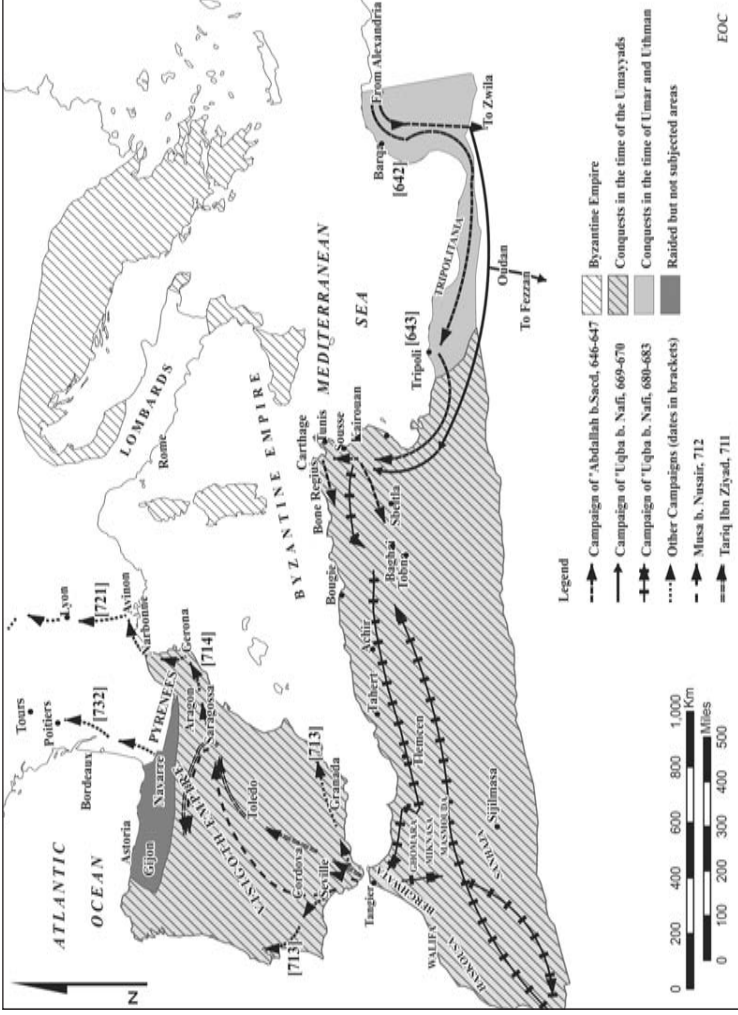 ATLANTIC
OCEAN
Tours
Poitiers
[732]
Bordeaux
Lyon
[721]
Avinon
Narbonne
PYRENEES
Astoria
Gijon
Navarre
Aragon
Saragossa
Gerona
[714]
VISIGOTH EMPIRE
Toledo
Cordova
Seville
Granada
[713]
[713]
LOMBARDS
Rome
BYZANTINE EMPIRE
MEDITERRANEAN
SEA
Tangier
BERGHWATA
WALIFA
HASKOUSA
GHOMARA
MIKNASA
MASMOUDA
SANHACA
Sijilmasa
Tlemcen
Tahert
Achir
Bougie
Bone Regius
Carthage
Tunis
Sousse
Kairouan
Sbeitla
Baghai
Tobna
Tripoli [643]
TRIPOLITANIA
Barqa
[642]
From Alexandria
To Zwila
Oudan
To Fezzan
N
0 200 400 600 800 1,000
Km
Miles
0 100 200 300 400 500
Legend
Campaign of 'Abdallah b.Sacd, 646-647
Campaign of 'Uqba b. Nafi, 669-670
Campaign of 'Uqba b. Nafi, 680-683
Other Campaigns (dates in brackets)
Musa b. Nusair, 712
Tariq Ibn Ziyad, 711
Byzantine Empire
Conquests in the time of the Umayyads
Conquests in the time of Umar and Uthman
Raided but not subjected areas
EOC